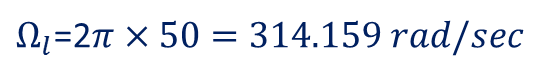 Ωₗ=2π × 50 = 314.159 rad/sec